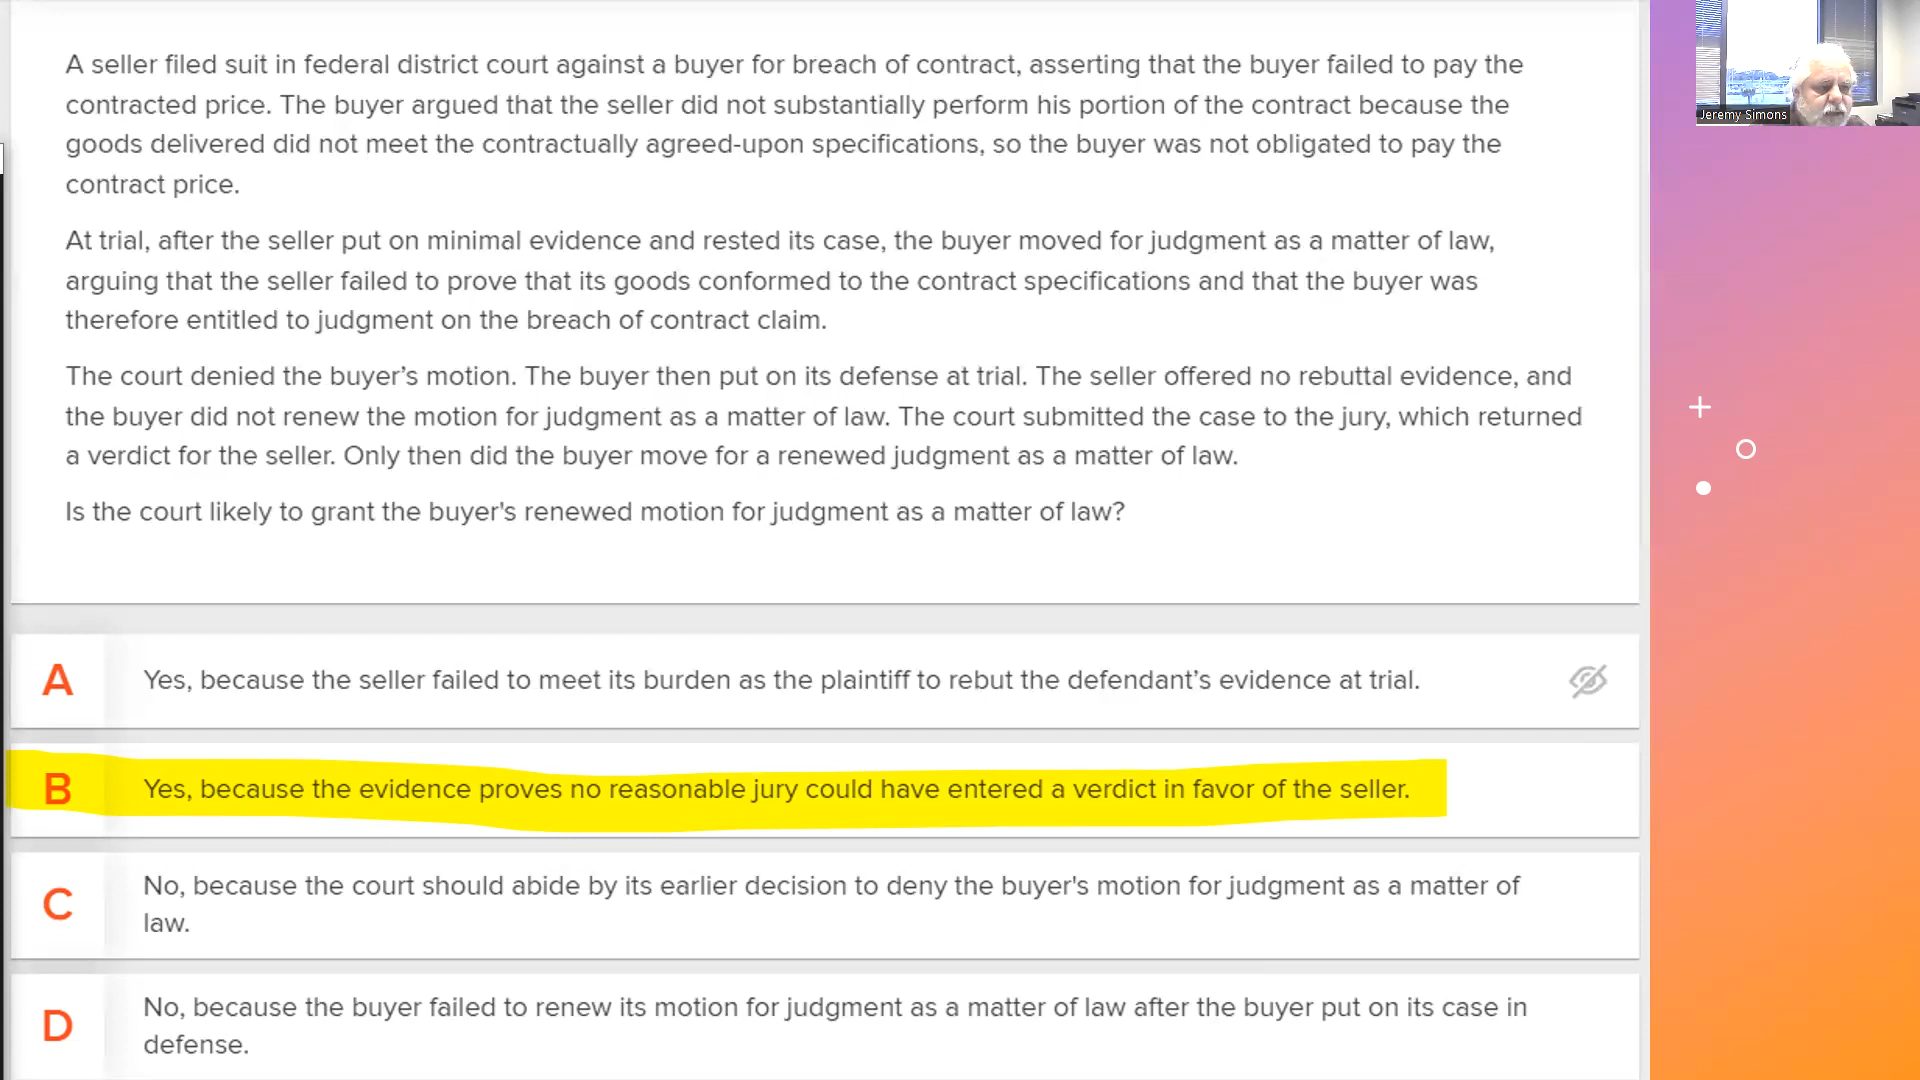 A seller filed suit in federal district court against a buyer for breach of contract, asserting that the buyer failed to pay the
contracted price. The buyer argued that the seller did not substantially perform his portion of the contract because the
goods delivered did not meet the contractually agreed-upon specifications, so the buyer was not obligated to pay the
contract price.
At trial, after the seller put on minimal evidence and rested its case, the buyer moved for judgment as a matter of law,
arguing that the seller failed to prove that its goods conformed to the contract specifications and that the buyer was
therefore entitled to judgment on the breach of contract claim.
The court denied the buyer’s motion. The buyer then put on its defense at trial. The seller offered no rebuttal evidence, and
the buyer did not renew the motion for judgment as a matter of law. The court submitted the case to the jury, which returned
a verdict for the seller. Only then did the buyer move for a renewed judgment as a matter of law.
Is the court likely to grant the buyer's renewed motion for judgment as a matter of law?
A Yes, because the seller failed to meet its burden as the plaintiff to rebut the defendant’s evidence at trial.
B Yes, because the evidence proves no reasonable jury could have entered a verdict in favor of the seller.
C No, because the court should abide by its earlier decision to deny the buyer's motion for judgment as a matter of
law.
D No, because the buyer failed to renew its motion for judgment as a matter of law after the buyer put on its case in
defense.
Jeremy Simons